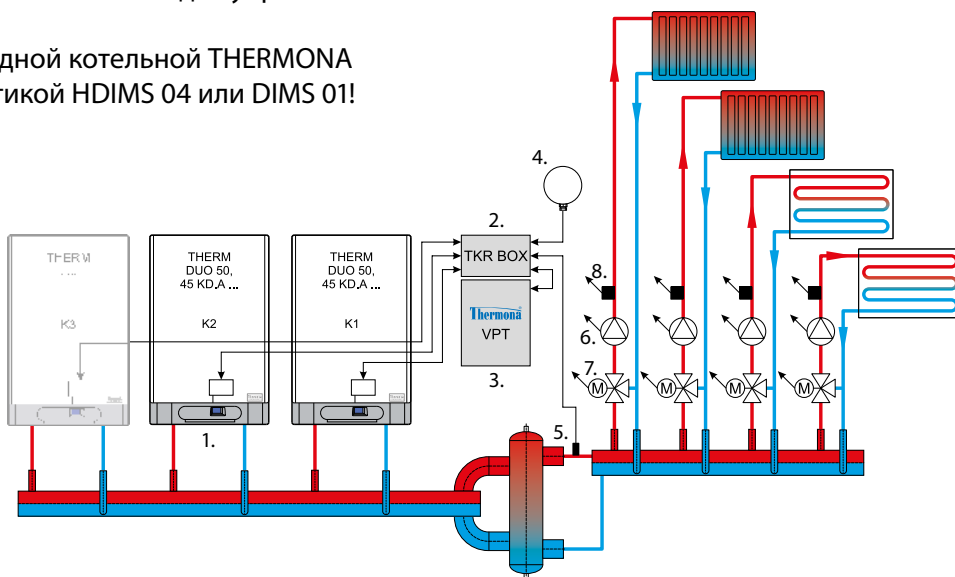 дной котельной THERMONA
тикой HDIMS 04 или DIMS 01!
4.
2.
TKR BOX
Thermona
VPT
3.
THERM
K3
THERM
DUO 50,
45 KD.A ...
K2
THERM
DUO 50,
45 KD.A ...
K1
1.
5.
8.
6.
7.
M
M
M
M